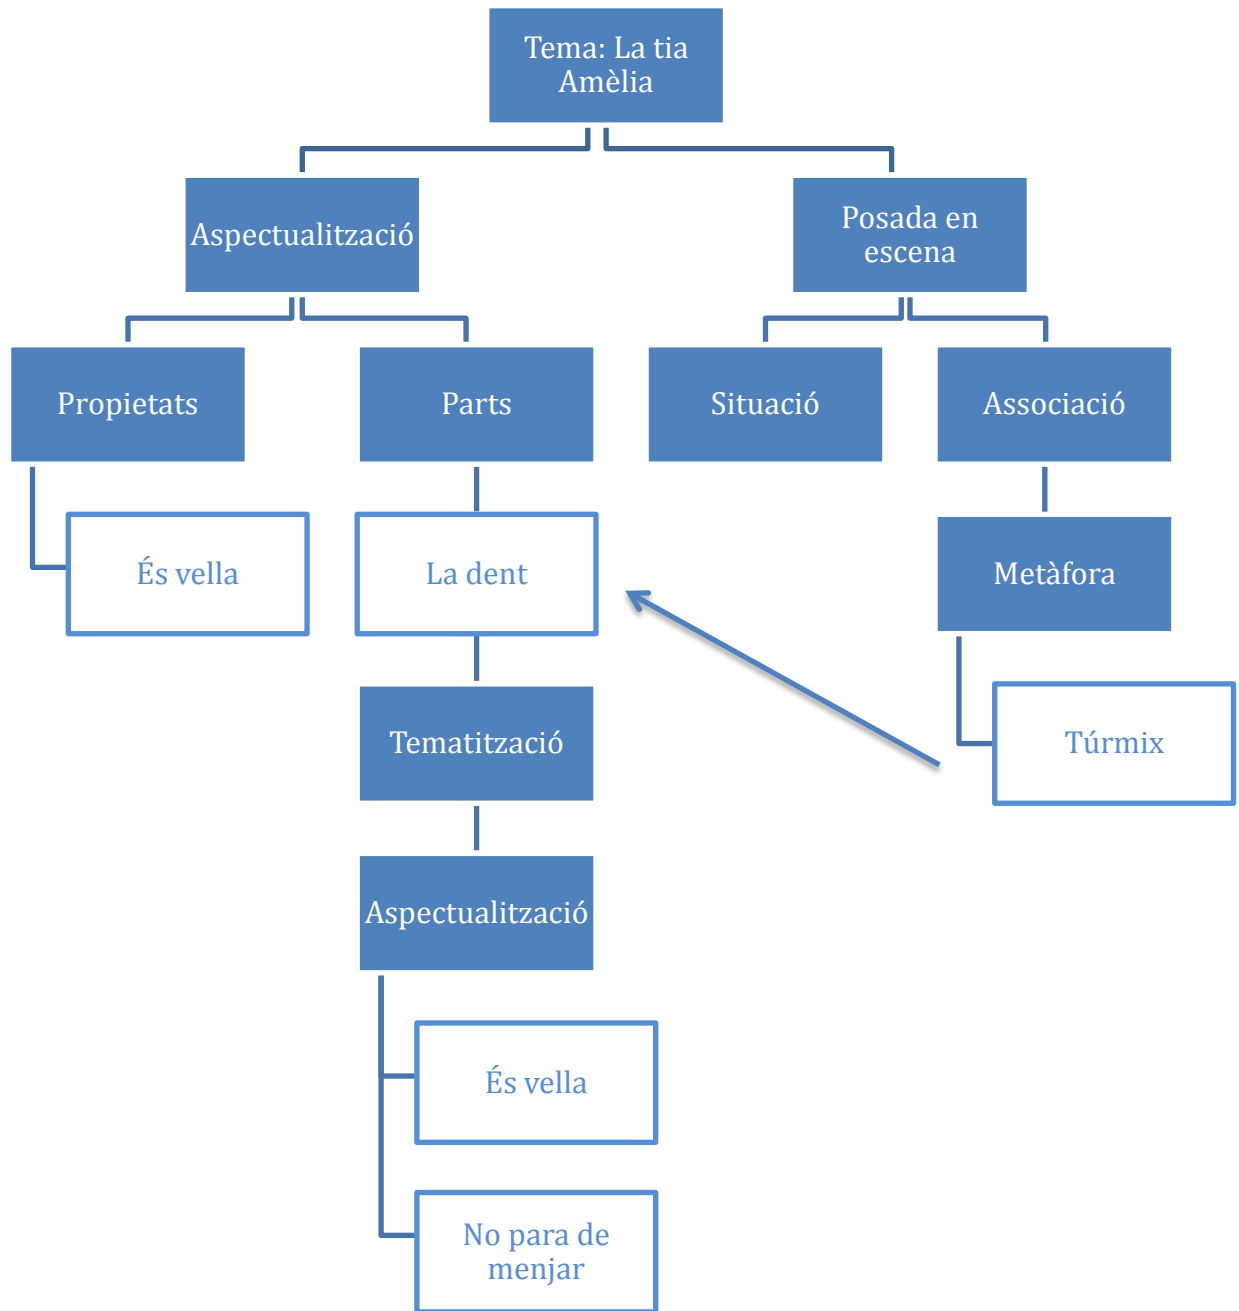 Tema: La tia
Amèlia
Aspectualització
Posada en
escena
Propietats
Parts
Situació
Associació
És vella
La dent
Metàfora
Tematització
Túrmix
Aspectualització
És vella
No para de
menjar